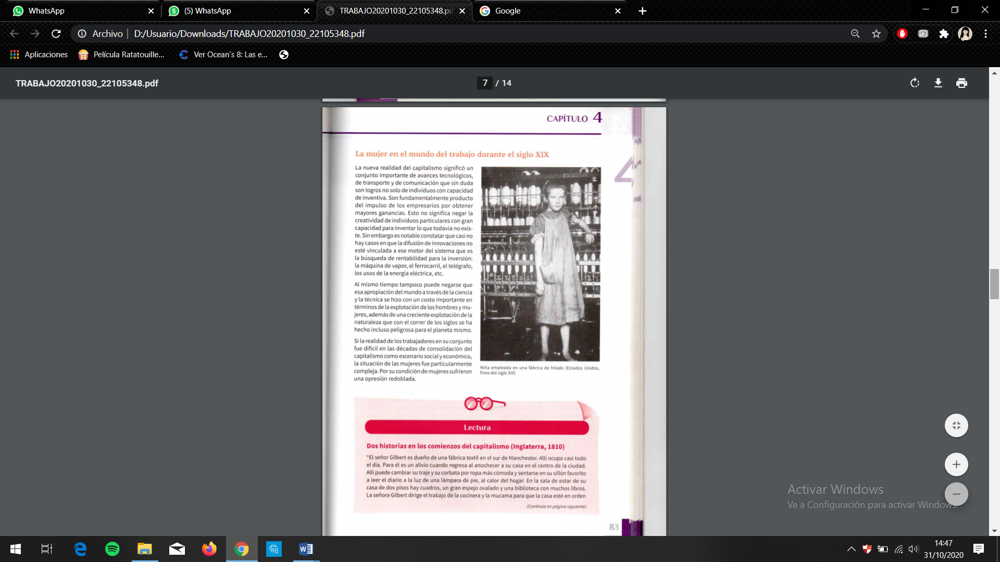 WhatsApp
(5) WhatsApp
TRABAJO20201030_22105348.pd
Google
Archivo
D:/Usuario/Downloads/TRABAJO20201030_22105348.pdf
Aplicaciones
Película Ratatouille...
Ver Ocean's 8: Las e...
TRABAJO20201030_22105348.pdf
7 / 14
CAPÍTULO 4
4
La mujer en el mundo del trabajo durante el siglo XIX
La nueva realidad del capitalismo significó un
conjunto importante de avances tecnológicos,
de transporte y de comunicación que sin duda
son logros no solo de individuos con capacidad
de inventiva. Son fundamentalmente producto
del impulso de los empresarios por obtener
mayores ganancias. Esto no significa negar la
creatividad de individuos particulares con gran
capacidad para inventar lo que todavía no exis-
te. Sin embargo es notable constatar que casi no
hay casos en que la difusión de innovaciones no
esté vinculada a ese motor del sistema que es
la búsqueda de rentabilidad para la inversión:
la máquina de vapor, el ferrocarril, el telégrafo,
los usos de la energía eléctrica, etc.
Al mismo tiempo tampoco puede negarse que
esa apropiación del mundo a través de la ciencia
y la técnica se hizo con un costo importante en
términos de la explotación de los hombres y mu-
jeres, además de una creciente explotación de la
naturaleza que con el correr de los siglos se ha
hecho incluso peligrosa para el planeta mismo.
Si la realidad de los trabajadores en su conjunto
fue difícil en las décadas de consolidación del
capitalismo como escenario social y económico,
la situación de las mujeres fue particularmente
compleja. Por su condición de mujeres sufrieron
una opresión redoblada.
Niña empleada en una fábrica de hilado (Estados Unidos,
fines del siglo XIX)
Lectura
Dos historias en los comienzos del capitalismo (Inglaterra, 1810)
"El señor Gilbert es dueño de una fábrica textil en el sur de Manchester. Allí ocupa casi todo
el día. Para él es un alivio cuando regresa al anochecer a su casa en el centro de la ciudad.
Allí puede cambiar su traje y su corbata por ropa más cómoda y sentarse en su sillón favorito
a leer el diario a la luz de una lámpara de pie, al calor del hogar. En la sala de estar de su
casa de dos pisos hay cuadros, un gran espejo ovalado y una biblioteca con muchos libros.
La señora Gilbert dirige el trabajo de la cocinera y la mucama para que la casa esté en orden
(Continúa en página siguiente)
83
Activar Windows
Ve a Configuración para activar Windows.
14:47
31/10/2020